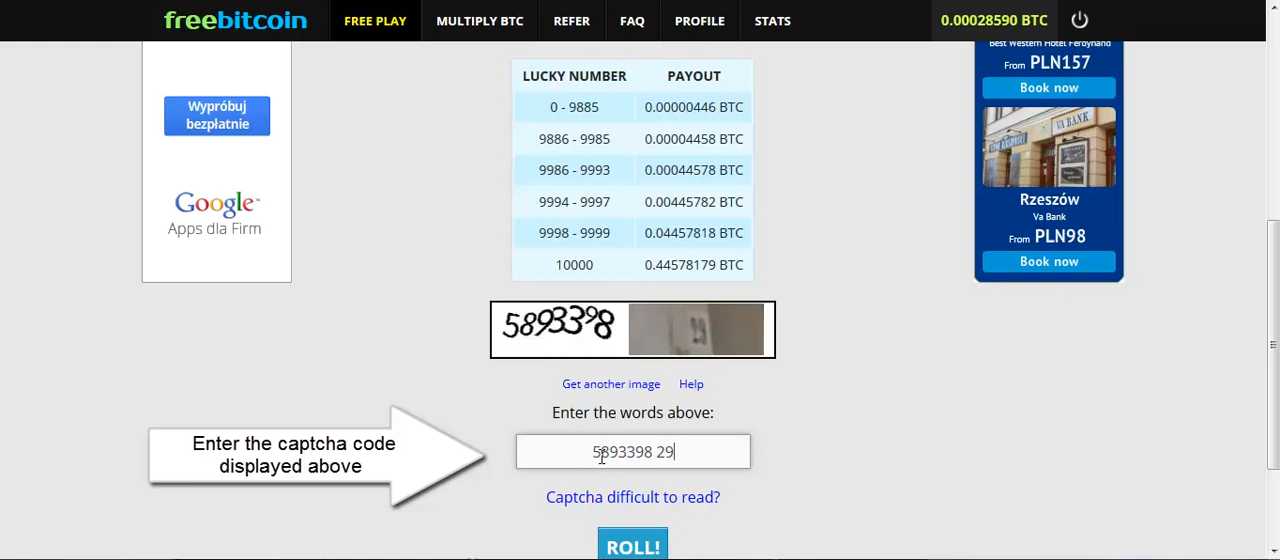 freebitcoin FREE PLAY MULTIPLY BTC REFER FAQ PROFILE STATS 0.00028590 BTC
Wypróbuj
bezpłatnie
Google™
Apps dla Firm
LUCKY NUMBER PAYOUT
0 - 9885 0.00000446 BTC
9886 - 9985 0.00004458 BTC
9986 - 9993 0.00044578 BTC
9994 - 9997 0.00445782 BTC
9998 - 9999 0.04457818 BTC
10000 0.44578179 BTC
Best Western Hotel Ferdynand
From PLN157
Book now
VA BANK
Rzeszów
Va Bank
From PLN98
Book now
5893398
Get another image Help
Enter the words above:
Enter the captcha code
displayed above
5893398 29
Captcha difficult to read?
ROLL!